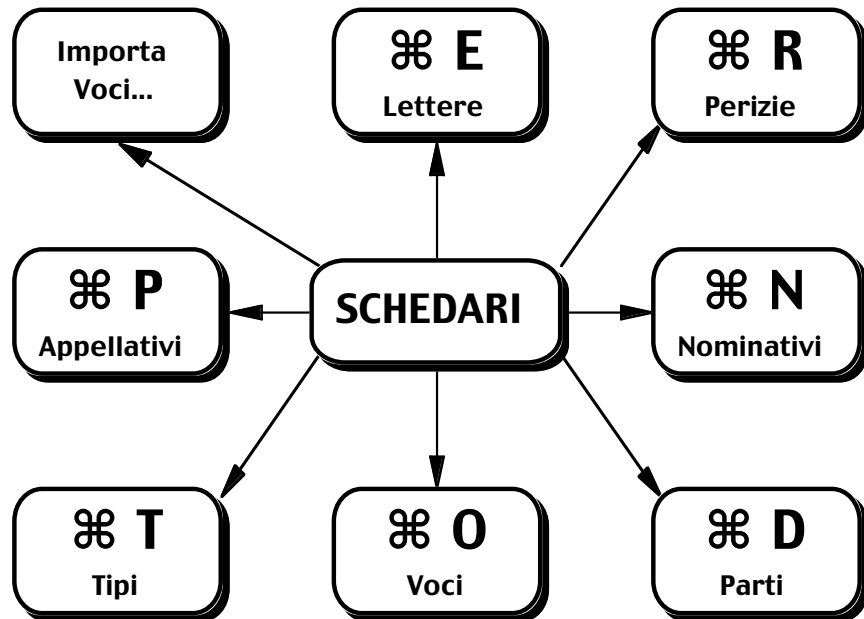 Importa
Voci...
⌘ E
Lettere
⌘ R
Perizie
⌘ P
Appellativi
SCHEDARI
⌘ N
Nominativi
⌘ T
Tipi
⌘ O
Voci
⌘ D
Parti